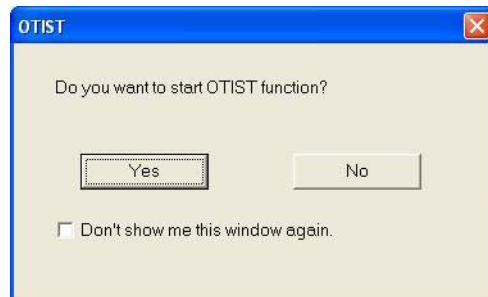 OTIST
Do you want to start OTIST function?
Yes No
Don't show me this window again.